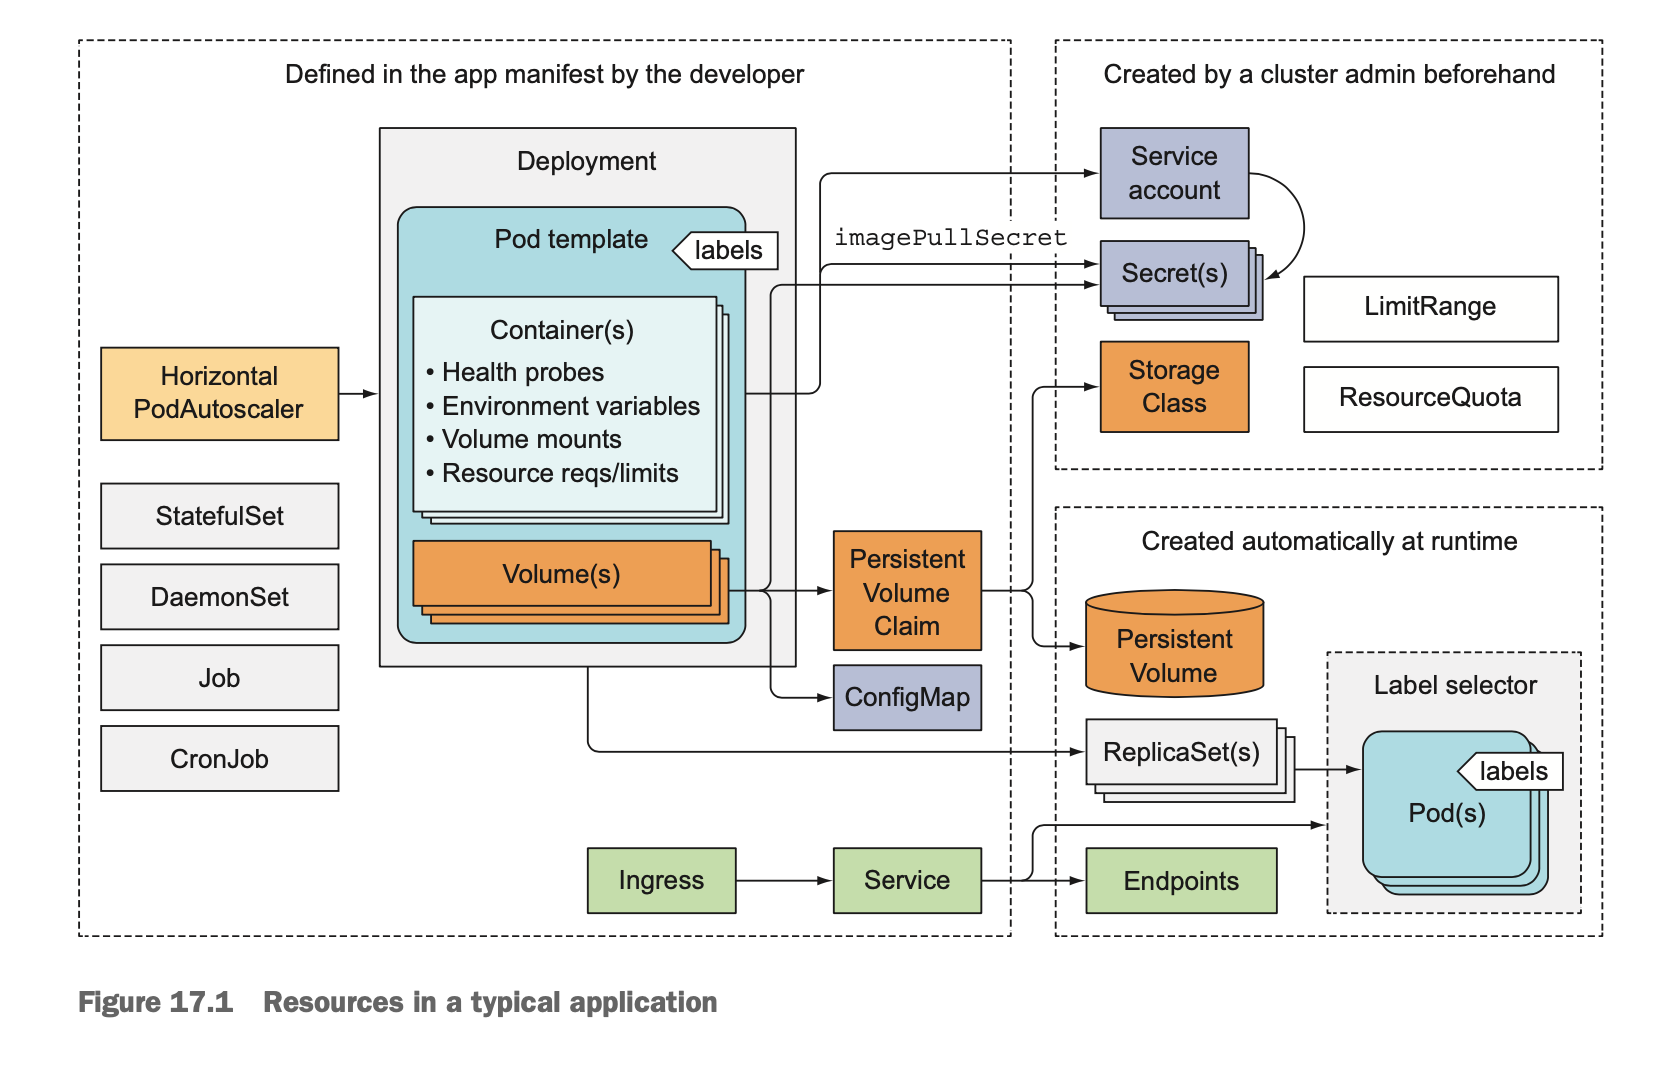 Defined in the app manifest by the developer
Deployment
Pod template
labels
Container(s)
• Health probes
• Environment variables
• Volume mounts
• Resource reqs/limits
Volume(s)
Horizontal
PodAutoscaler
StatefulSet
DaemonSet
Job
CronJob
Persistent
Volume
Claim
ConfigMap
Ingress
Service
imagePullSecret
Created by a cluster admin beforehand
Service
account
Secret(s)
Storage
Class
LimitRange
ResourceQuota
Created automatically at runtime
Persistent
Volume
ReplicaSet(s)
Endpoints
Label selector
labels
Pod(s)
Figure 17.1 Resources in a typical application